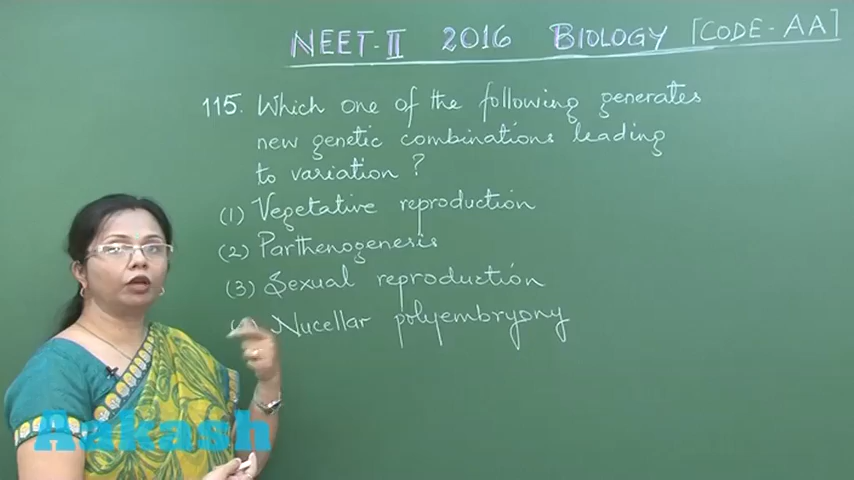 NEET-II 2016 BIOLOGY [CODE-AA]
115. Which one of the following generates
new genetic combinations leading
to variation?
(1) Vegetative reproduction
(2) Parthenogenesis
(3) Sexual reproduction
Nucellar polyembryony
Aakash